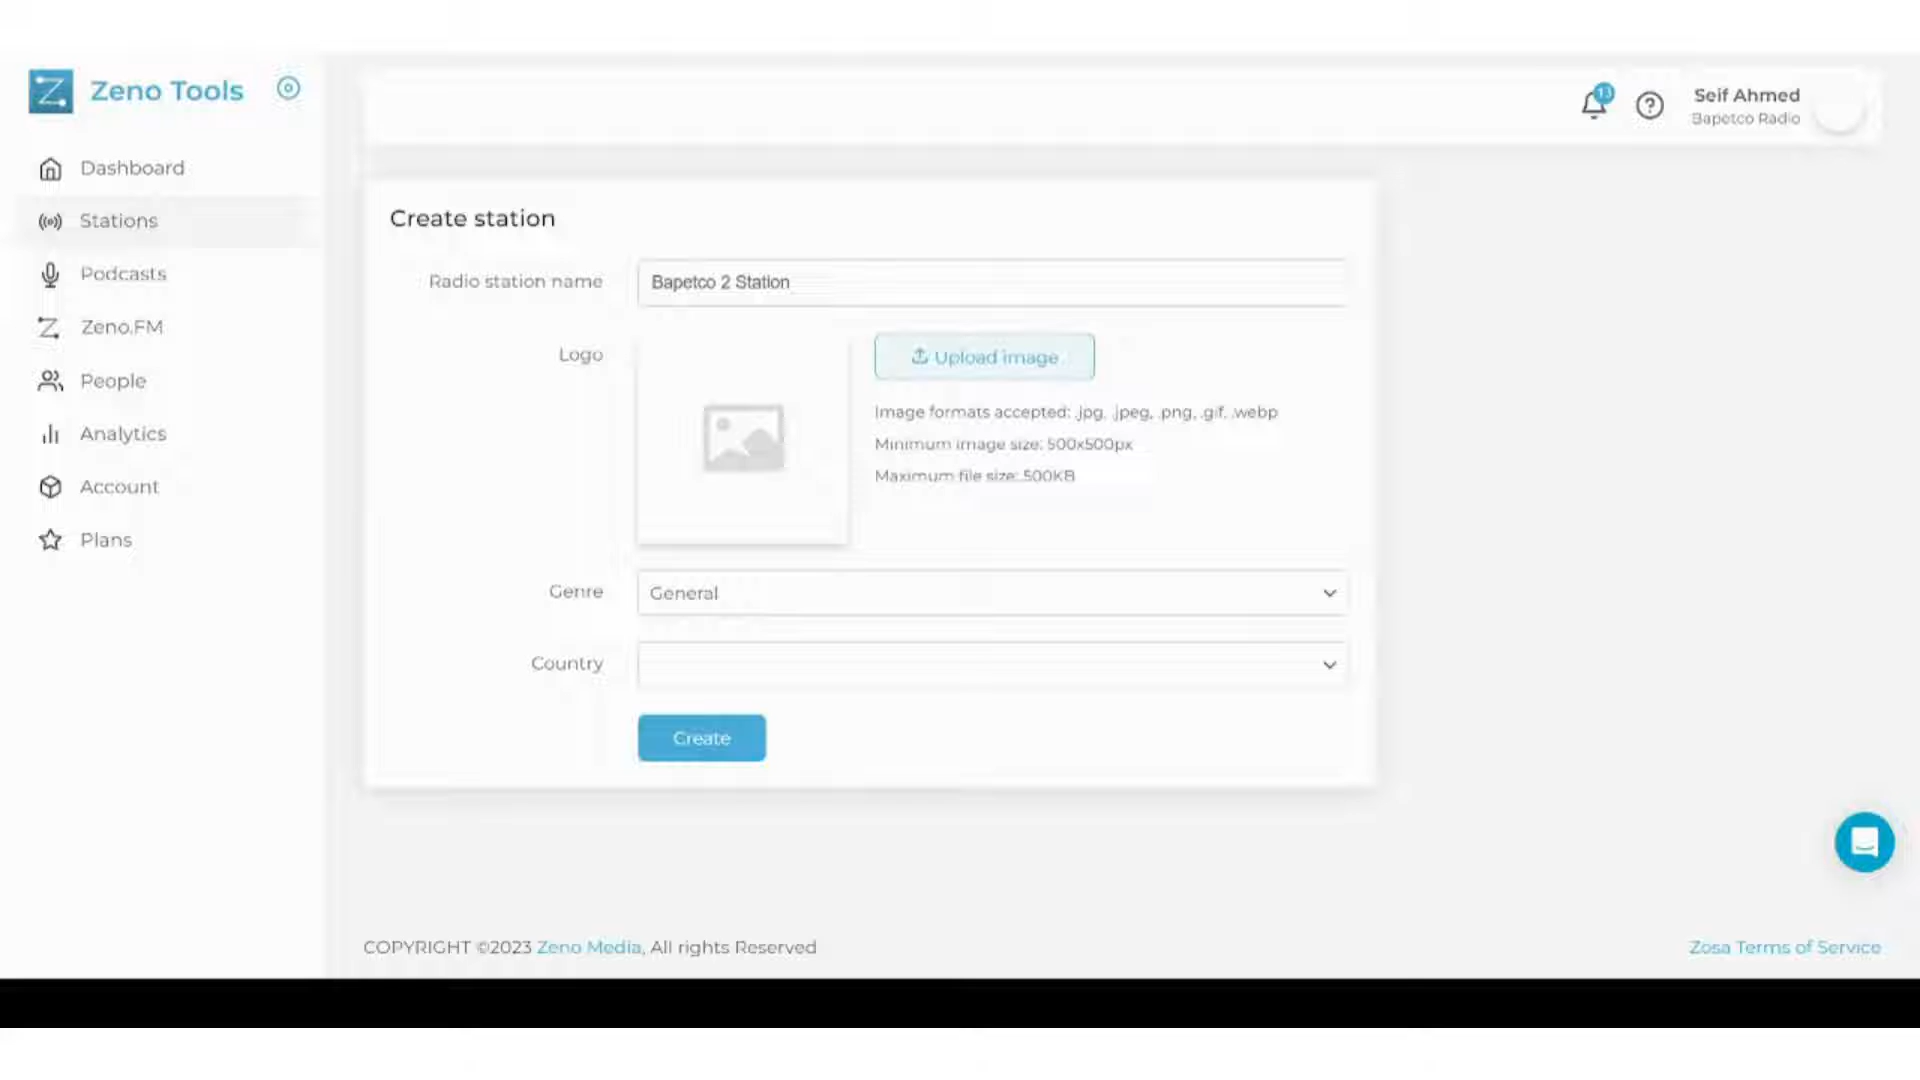 Zeno Tools
13
Seif Ahmed
Bapetco Radio
Dashboard
Stations
Podcasts
Zeno.FM
People
Analytics
Account
Plans
Create station
Radio station name
Bapetco 2 Station
Logo
Upload image
Image formats accepted: .jpg, .jpeg, .png, .gif, .webp
Minimum image size: 500x500px
Maximum file size: 500KB
Genre
General
Country
Create
COPYRIGHT ©2023 Zeno Media, All rights Reserved
Zosa Terms of Service